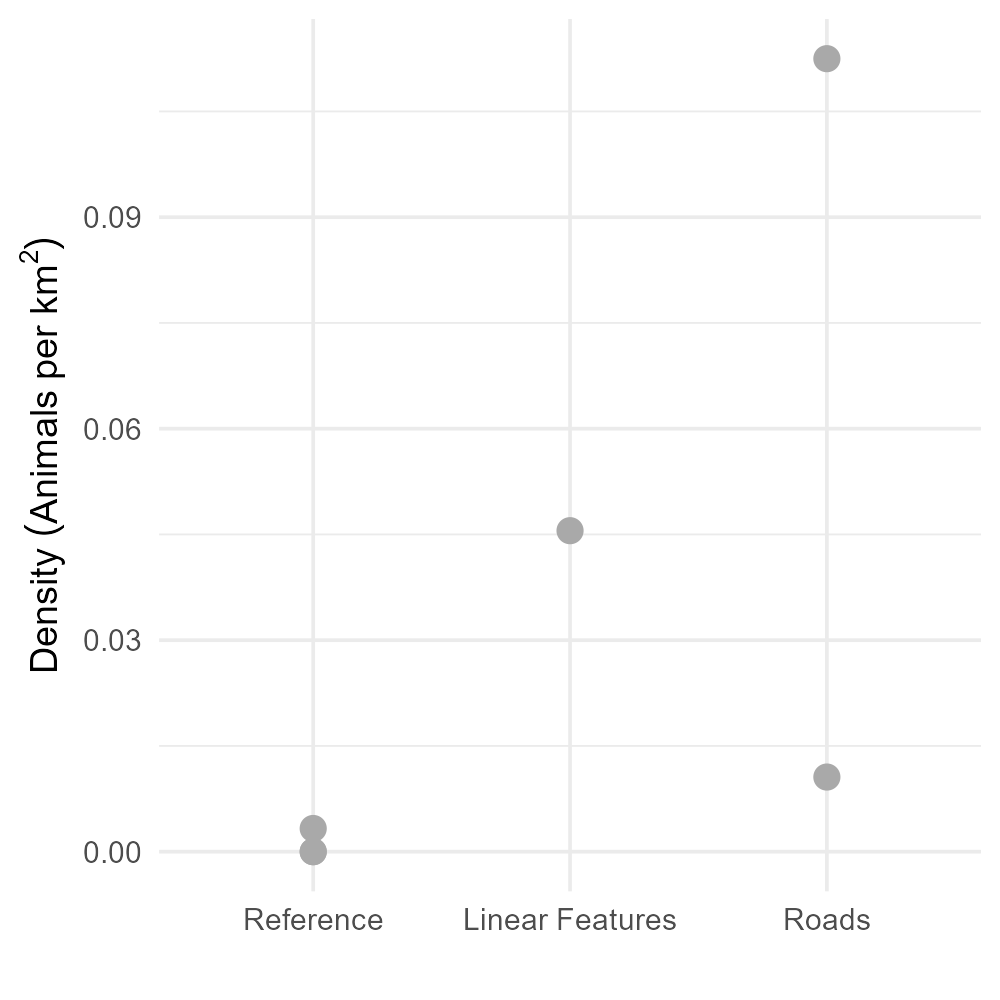 Density (Animals per km²)
0.09
0.06
0.03
0.00
Reference Linear Features Roads